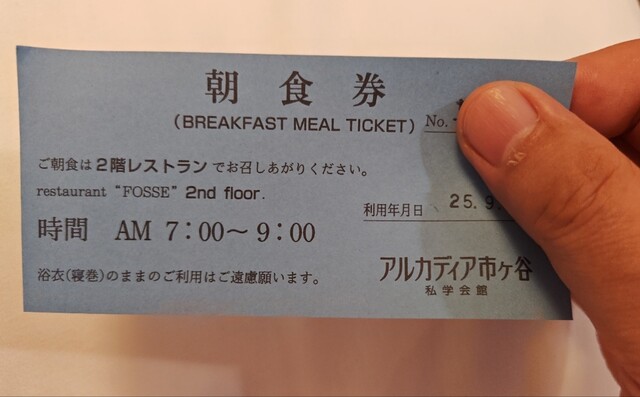 朝食券
(BREAKFAST MEAL TICKET)
No.
ご朝食は2階レストランでお召しあがりください。
restaurant "FOSSE" 2nd floor.
利用年月日 25.9.
時間 AM 7:00~9:00
浴衣(寝巻)のままのご利用はご遠慮願います。
アルカディア市ヶ谷
私学会館